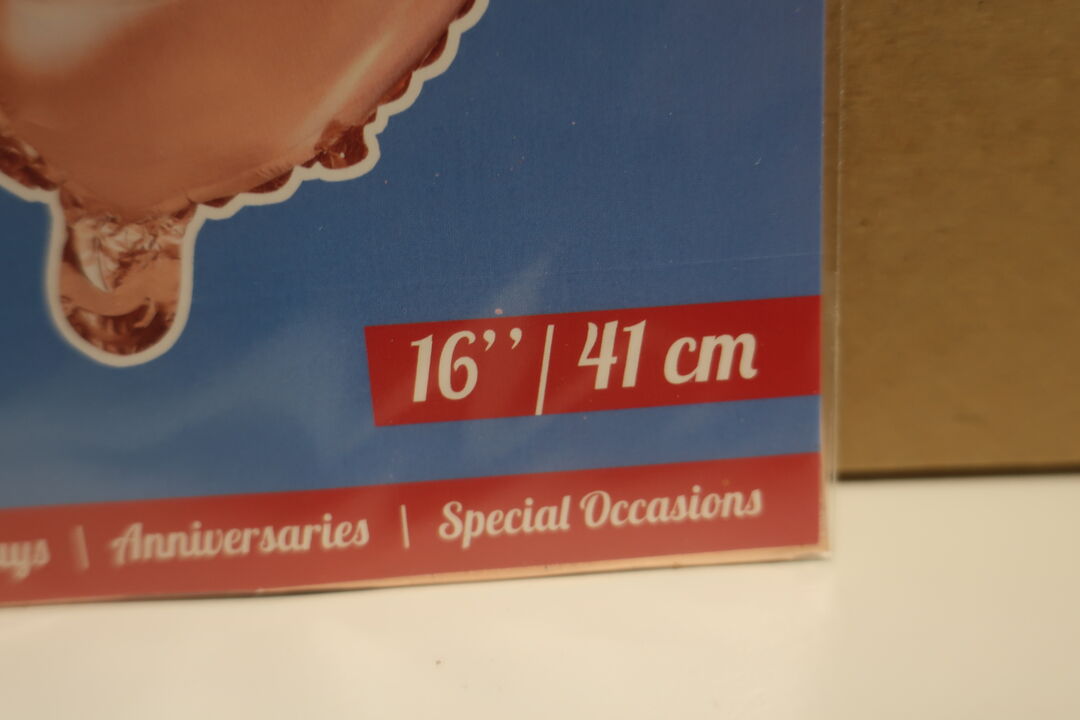 16’’ | 41 cm
| Anniversaries | Special Occasions